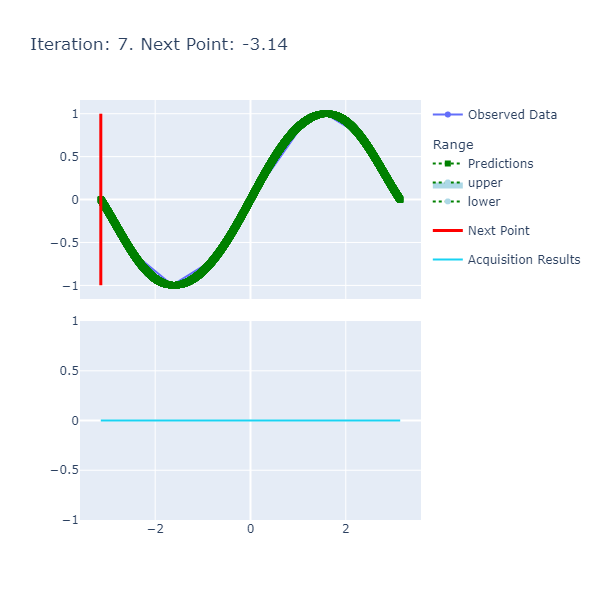 Iteration: 7. Next Point: -3.14
1
0.5
0
−0.5
−1
Observed Data
Range
Predictions
upper
lower
Next Point
Acquisition Results
1
0.5
0
−0.5
−1
−2
0
2